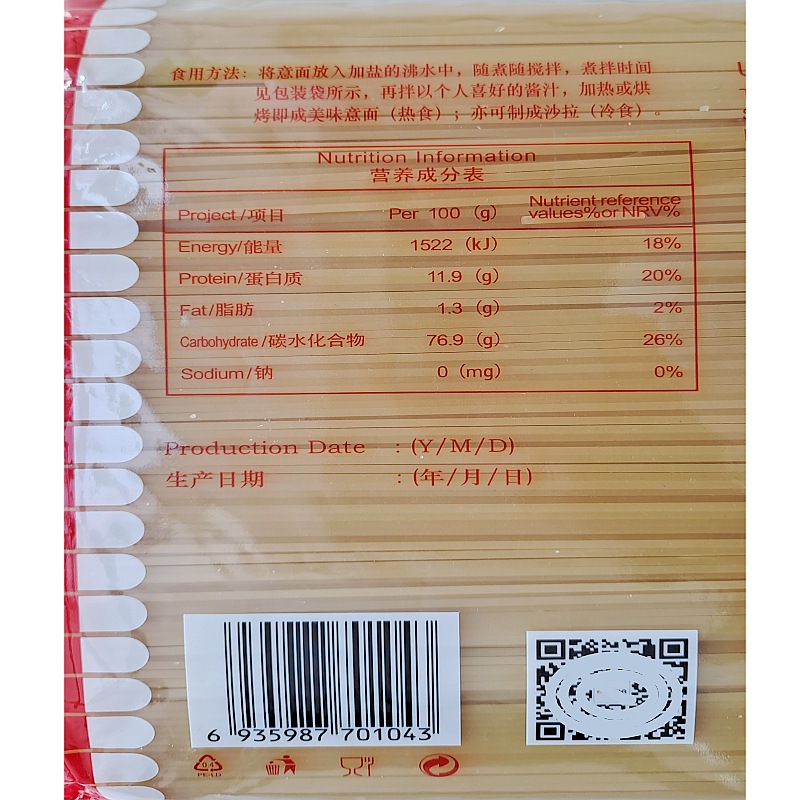 食用方法：将意面放入加盐的沸水中，随煮随搅拌，煮拌时间
见包装袋所示，再拌以个人喜好的酱汁，加热或烘
烤即成美味意面（热食）；亦可制成沙拉（冷食）。
Nutrition Information
营养成分表
Project/项目 Per 100 (g) Nutrient reference
values%or NRV%
Energy/能量 1522 (kJ) 18%
Protein/蛋白质 11.9 (g) 20%
Fat/脂肪 1.3 (g) 2%
Carbohydrate/碳水化合物 76.9 (g) 26%
Sodium/钠 0 (mg) 0%
Production Date : (Y/M/D)
生产日期 : (年/月/日)
6 935987 701043
04
PE-LD